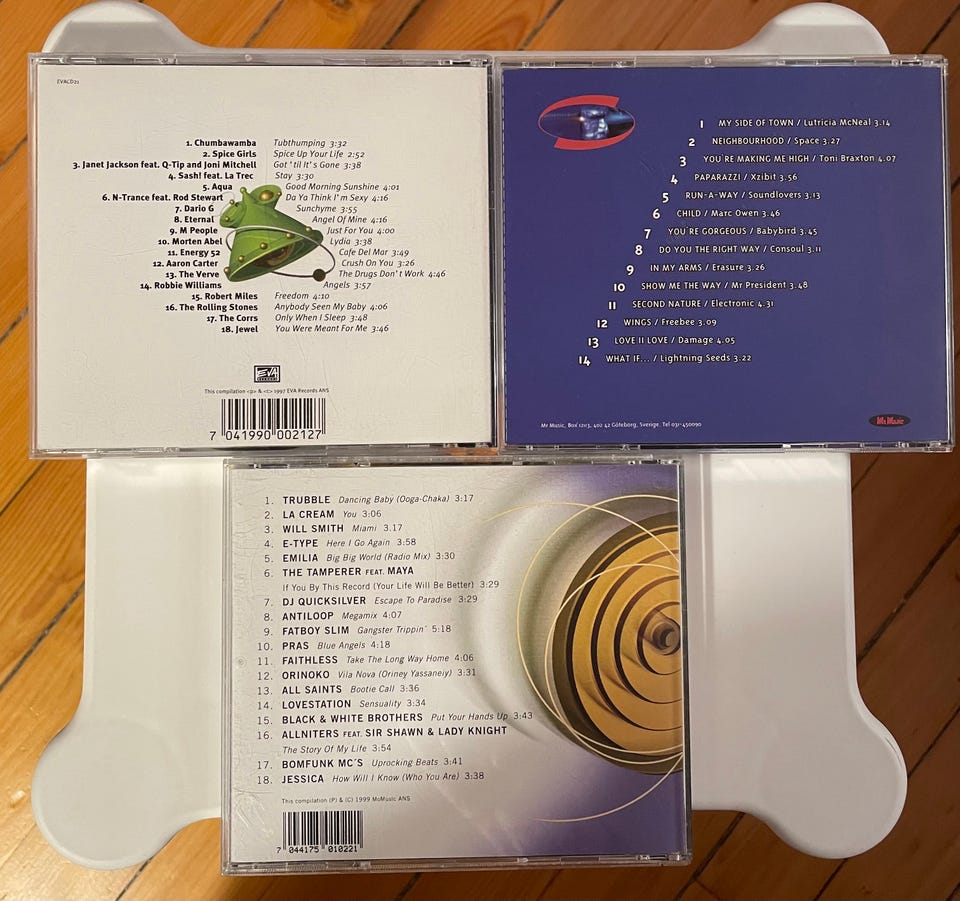 EVACD21
1. Chumbawamba Tubthumping 3:32
2. Spice Girls Spice Up Your Life 2:52
3. Janet Jackson feat. Q-Tip and Joni Mitchell Got 'til It's Gone 3:38
4. Sash! feat. La Trec Stay 3:30
5. Aqua Good Morning Sunshine 4:01
6. N-Trance feat. Rod Stewart Da Ya Think I'm Sexy 4:16
7. Dario G Sunchyme 3:55
8. Eternal Angel Of Mine 4:16
9. M People Just For You 4:00
10. Morten Abel Lydia 3:38
11. Energy 52 Cafe Del Mar 3:49
12. Aaron Carter Crush On You 3:26
13. The Verve The Drugs Don't Work 4:46
14. Robbie Williams Angels 3:57
15. Robert Miles Freedom 4:10
16. The Rolling Stones Anybody Seen My Baby 4:06
17. The Corrs Only When I Sleep 3:48
18. Jewel You Were Meant For Me 3:46
EVA
This compilation <p> & <c> 1997 EVA Records ANS
7 041990 002127
1 MY SIDE OF TOWN / Lutricia McNeal 3.14
2 NEIGHBOURHOOD / Space 3.27
3 YOU'RE MAKING ME HIGH / Toni Braxton 4.07
4 PAPARAZZI / Xzibit 3.56
5 RUN-A-WAY / Soundlovers 3.13
6 CHILD / Marc Owen 3.46
7 YOU'RE GORGEOUS / Babybird 3.45
8 DO YOU THE RIGHT WAY / Consoul 3.11
9 IN MY ARMS / Erasure 3.26
10 SHOW ME THE WAY / Mr President 3.48
11 SECOND NATURE / Electronic 4.31
12 WINGS / Freebee 3.09
13 LOVE II LOVE / Damage 4.05
14 WHAT IF... / Lightning Seeds 3.22
Mr Music, Box 12113, 402 42 Göteborg, Sverige. Tel 031-450090
Mr Music
1. TRUBBLE Dancing Baby (Ooga-Chaka) 3:17
2. LA CREAM You 3:06
3. WILL SMITH Miami 3.17
4. E-TYPE Here I Go Again 3:58
5. EMILIA Big Big World (Radio Mix) 3:30
6. THE TAMPERER FEAT. MAYA
If You By This Record (Your Life Will Be Better) 3:29
7. DJ QUICKSILVER Escape To Paradise 3:29
8. ANTILOOP Megamix 4:07
9. FATBOY SLIM Gangster Trippin´ 5:18
10. PRAS Blue Angels 4:18
11. FAITHLESS Take The Long Way Home 4:06
12. ORINOKO Vila Nova (Oriney Yassaneiy) 3:31
13. ALL SAINTS Bootie Call 3:36
14. LOVESTATION Sensuality 3:34
15. BLACK & WHITE BROTHERS Put Your Hands Up 3:43
16. ALLNITERS FEAT. SIR SHAWN & LADY KNIGHT
The Story Of My Life 3:54
17. BOMFUNK MC´S Uprocking Beats 3:41
18. JESSICA How Will I Know (Who You Are) 3:38
This compilation (P) & (C) 1999 MoMusic ANS
7 044175 010221